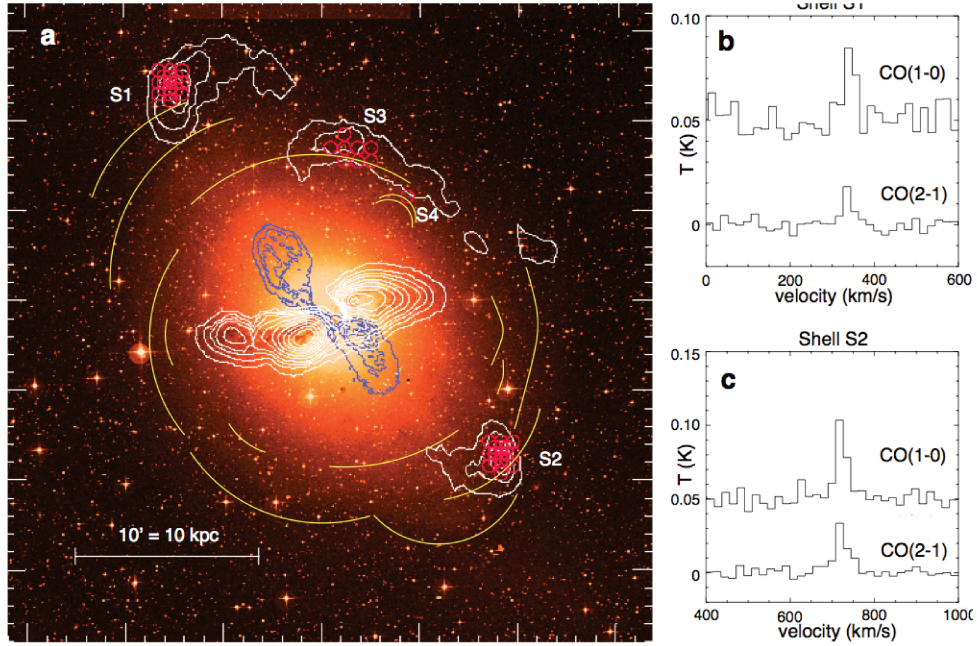 a
S1
S3
S4
S2
10' = 10 kpc
Shell S1
b
0.10
0.05
0
T (K)
CO(1-0)
CO(2-1)
0 200 400 600
velocity (km/s)
Shell S2
c
0.15
0.10
0.05
0
T (K)
CO(1-0)
CO(2-1)
400 600 800 1000
velocity (km/s)